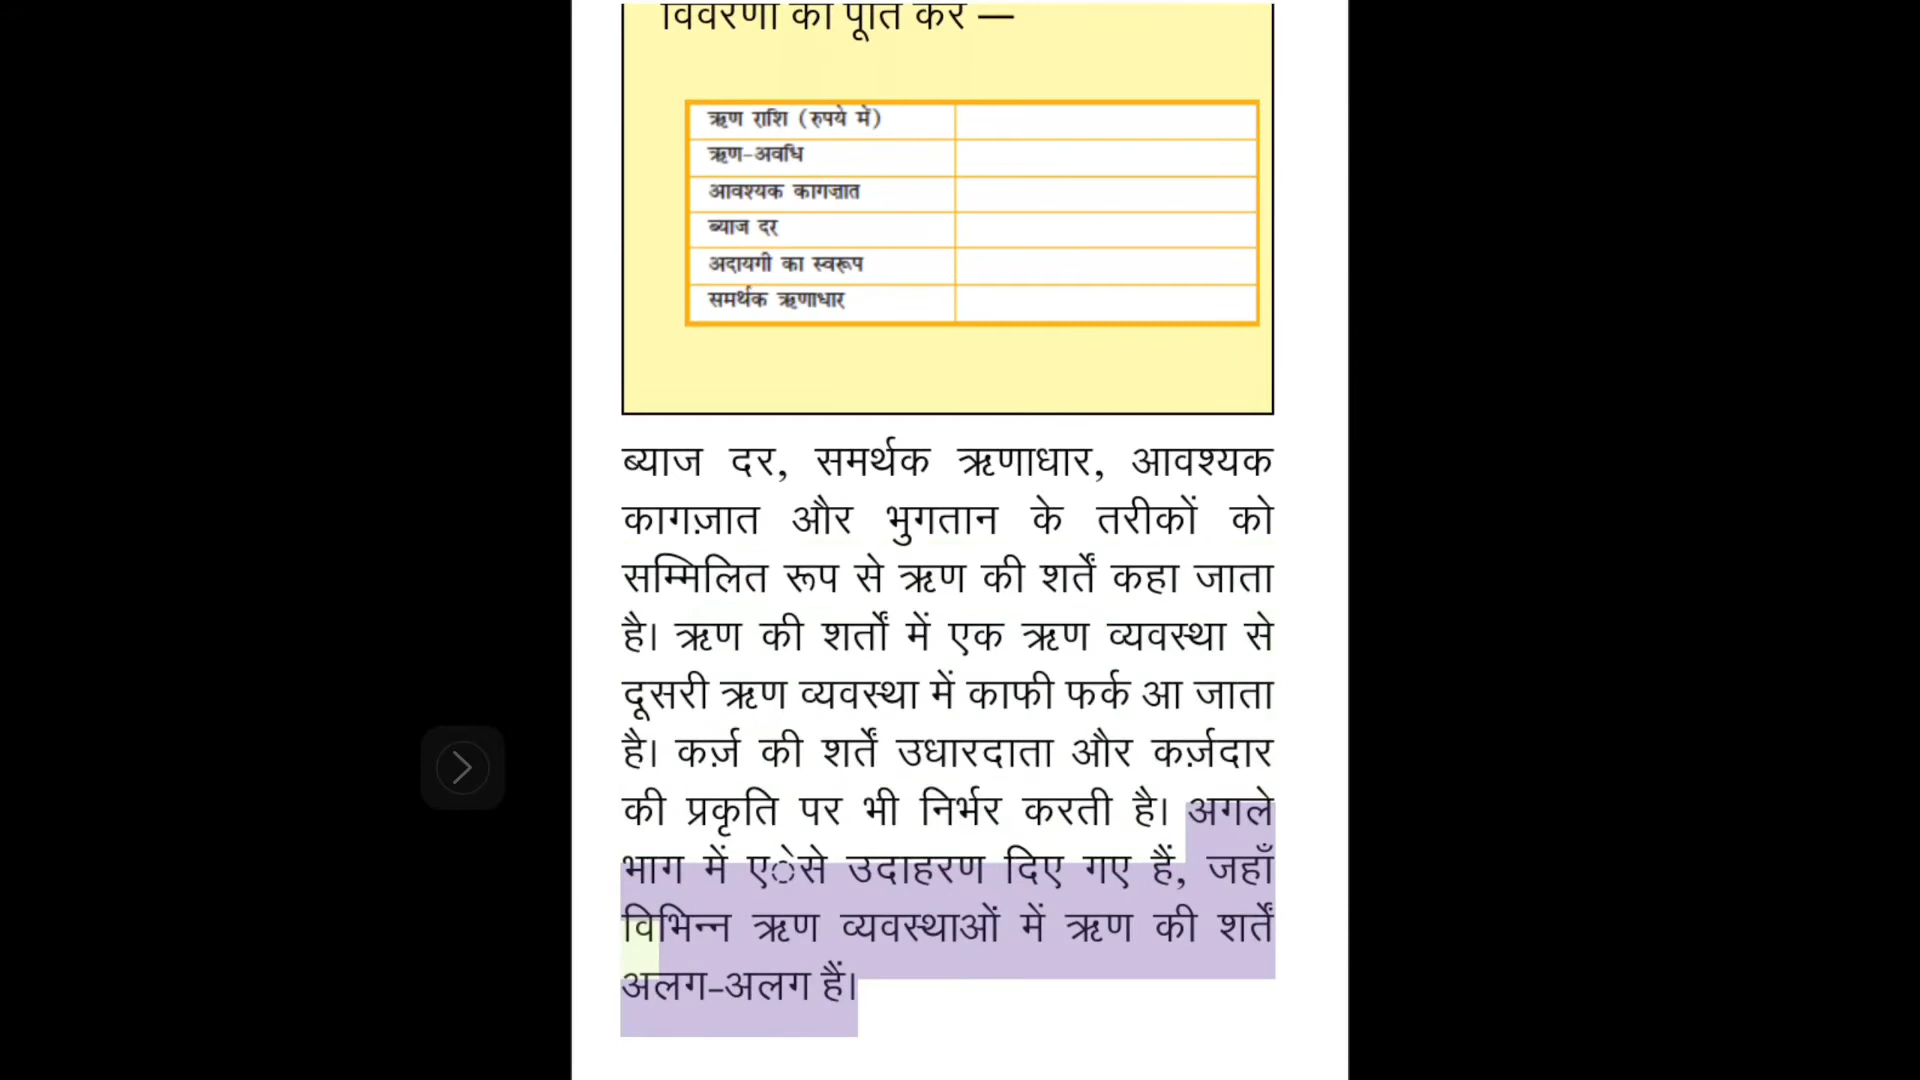 विवरणों की पूर्ति करें —
ऋण राशि (रुपये में)
ऋण-अवधि
आवश्यक कागज़ात
ब्याज दर
अदायगी का स्वरूप
समर्थक ऋणाधार
ब्याज दर, समर्थक ऋणाधार, आवश्यक
कागज़ात और भुगतान के तरीकों को
सम्मिलित रूप से ऋण की शर्तें कहा जाता
है। ऋण की शर्तों में एक ऋण व्यवस्था से
दूसरी ऋण व्यवस्था में काफी फर्क आ जाता
है। कर्ज़ की शर्तें उधारदाता और कर्ज़दार
की प्रकृति पर भी निर्भर करती है। अगले
भाग में एेसे उदाहरण दिए गए हैं, जहाँ
विभिन्न ऋण व्यवस्थाओं में ऋण की शर्तें
अलग-अलग हैं।